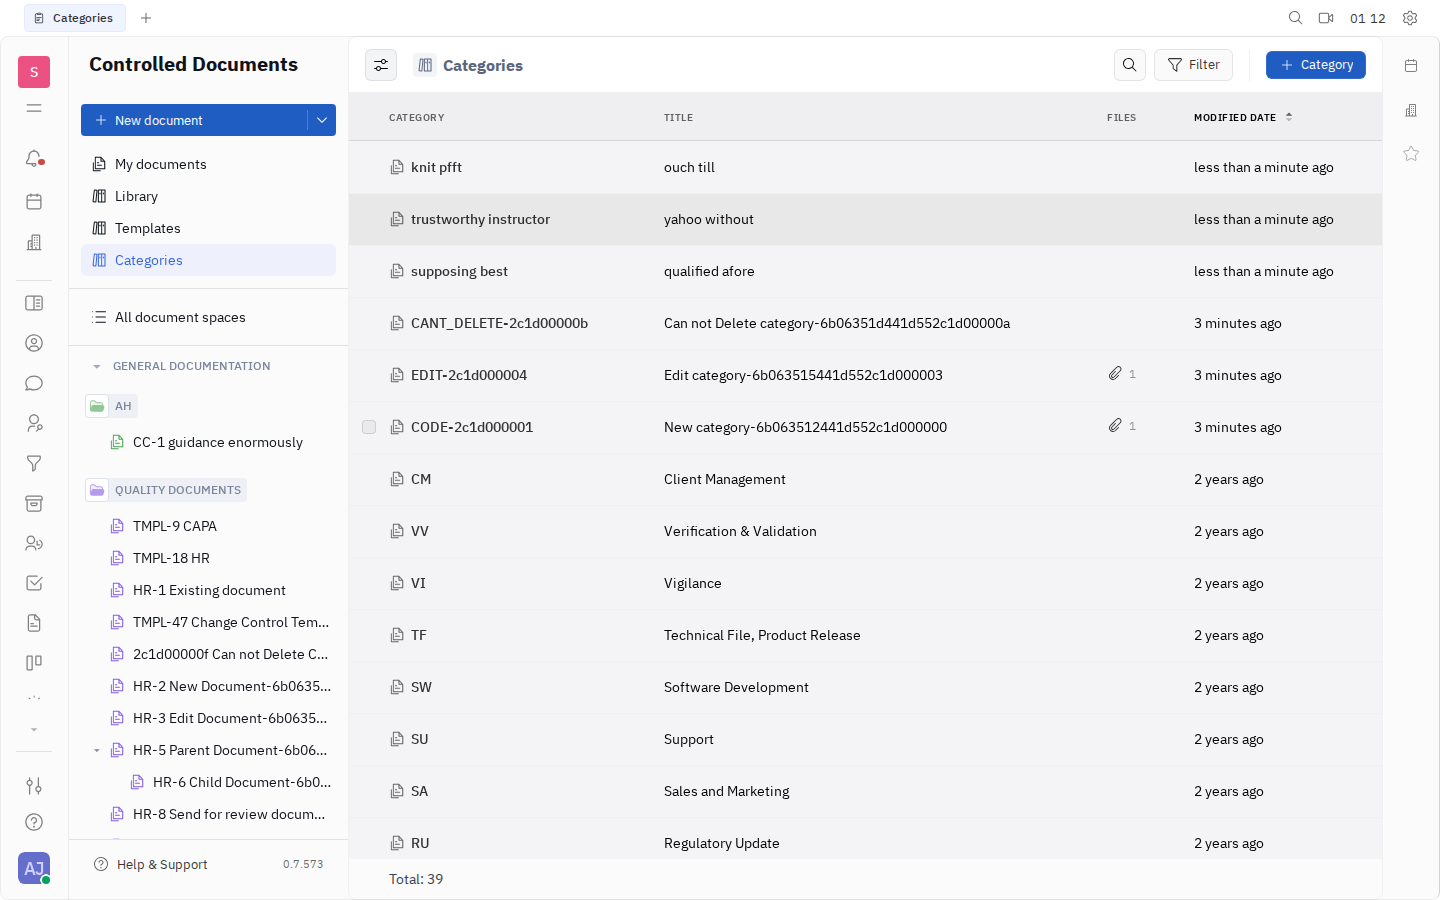 Categories
01 12
S
Controlled Documents
New document
My documents
Library
Templates
Categories
All document spaces
GENERAL DOCUMENTATION
AH
CC-1 guidance enormously
QUALITY DOCUMENTS
TMPL-9 CAPA
TMPL-18 HR
HR-1 Existing document
TMPL-47 Change Control Tem...
2c1d00000f Can not Delete C...
HR-2 New Document-6b0635...
HR-3 Edit Document-6b0635...
HR-5 Parent Document-6b06...
HR-6 Child Document-6b0...
HR-8 Send for review docum...
Help & Support 0.7.573
AJ
Categories
Filter
Category
CATEGORY TITLE FILES MODIFIED DATE
knit pfft ouch till less than a minute ago
trustworthy instructor yahoo without less than a minute ago
supposing best qualified afore less than a minute ago
CANT_DELETE-2c1d00000b Can not Delete category-6b06351d441d552c1d00000a 3 minutes ago
EDIT-2c1d000004 Edit category-6b063515441d552c1d000003 1 3 minutes ago
CODE-2c1d000001 New category-6b063512441d552c1d000000 1 3 minutes ago
CM Client Management 2 years ago
VV Verification & Validation 2 years ago
VI Vigilance 2 years ago
TF Technical File, Product Release 2 years ago
SW Software Development 2 years ago
SU Support 2 years ago
SA Sales and Marketing 2 years ago
RU Regulatory Update 2 years ago
Total: 39